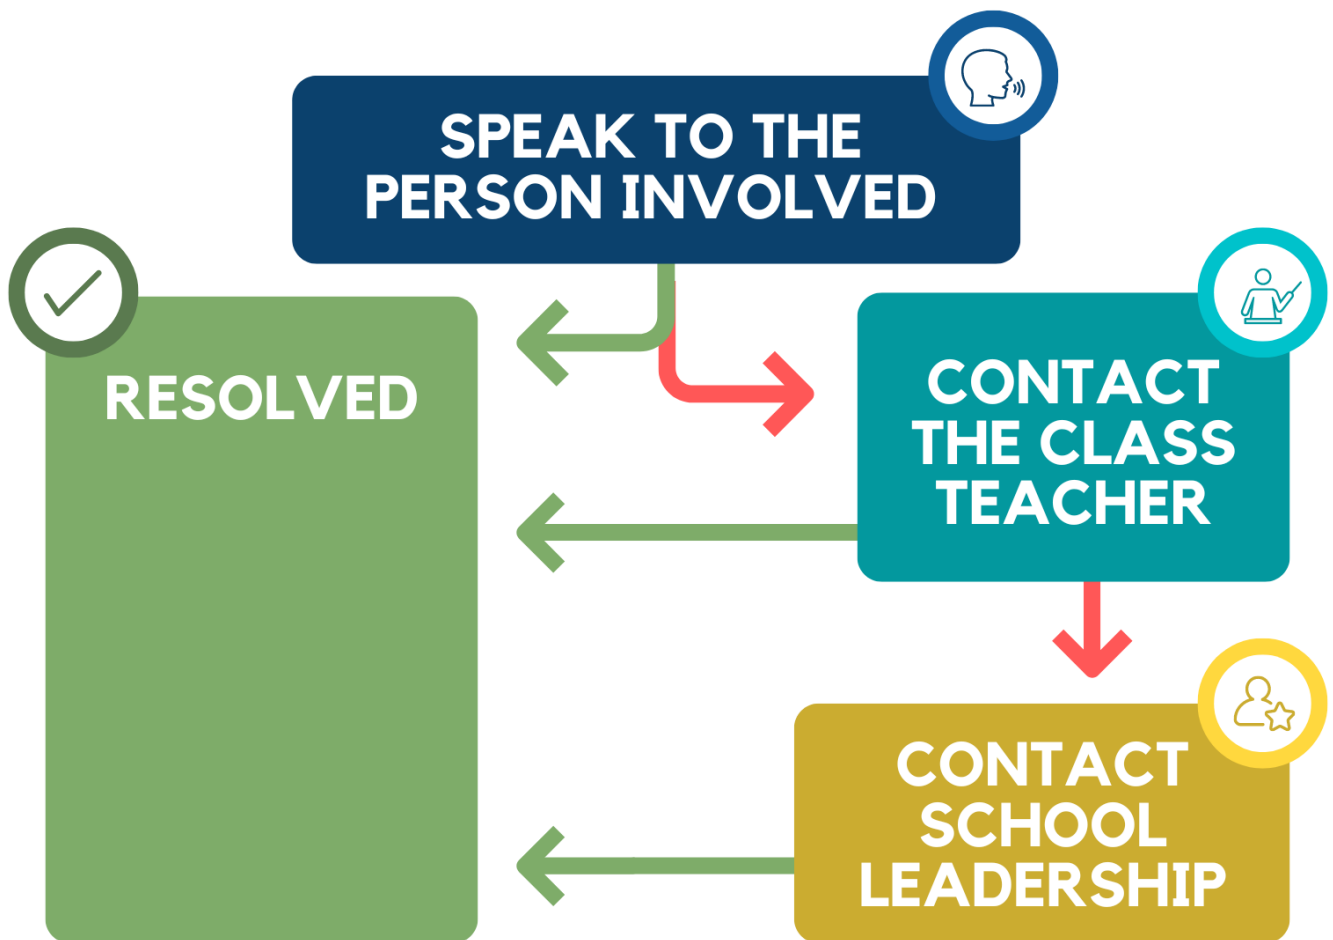 SPEAK TO THE
PERSON INVOLVED
RESOLVED
CONTACT
THE CLASS
TEACHER
CONTACT
SCHOOL
LEADERSHIP